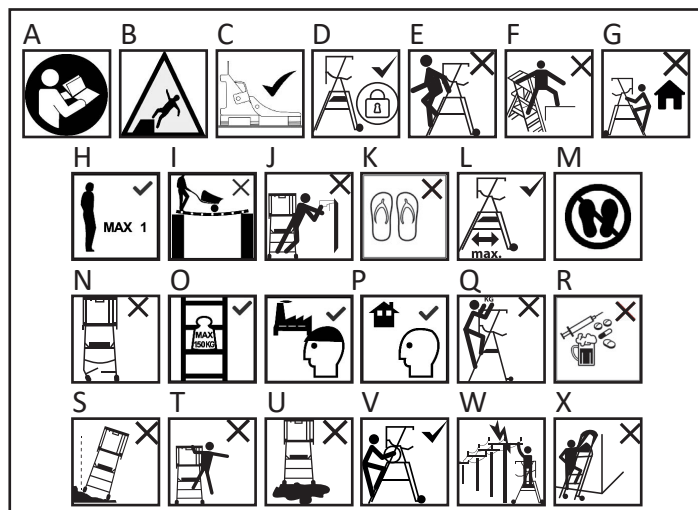 A B C D E F G
H I J K L M
MAX 1
max.
N O P Q R
MAX
150KG
KG
S T U V W X